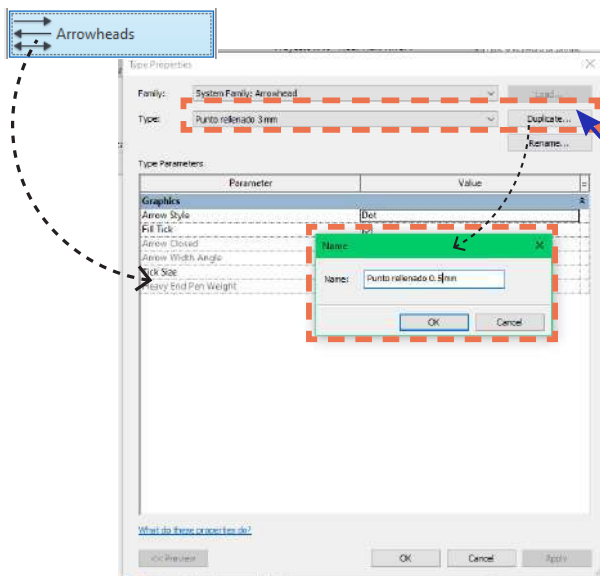 Arrowheads
Type Properties
Family: System Family: Arrowhead Load...
Type: Punto rellenado 3 mm Duplicate...
Rename...
Type Parameters
Parameter Value =
Graphics
Arrow Style Dot
Fill Tick
Arrow Closed
Arrow Width Angle
Tick Size
Heavy End Pen Weight
Name
Name: Punto rellenado 0.5mm
OK Cancel
What do these properties do?
<< Preview OK Cancel Apply